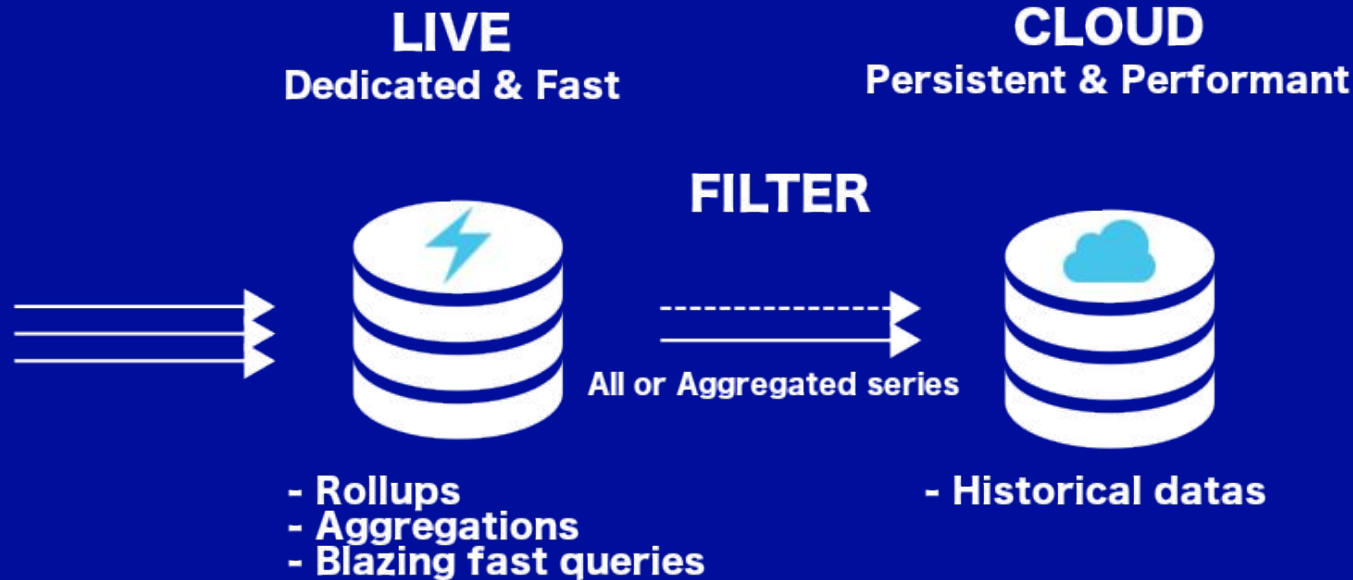 LIVE
Dedicated & Fast
CLOUD
Persistent & Performant
FILTER
All or Aggregated series
- Rollups
- Aggregations
- Blazing fast queries
- Historical datas